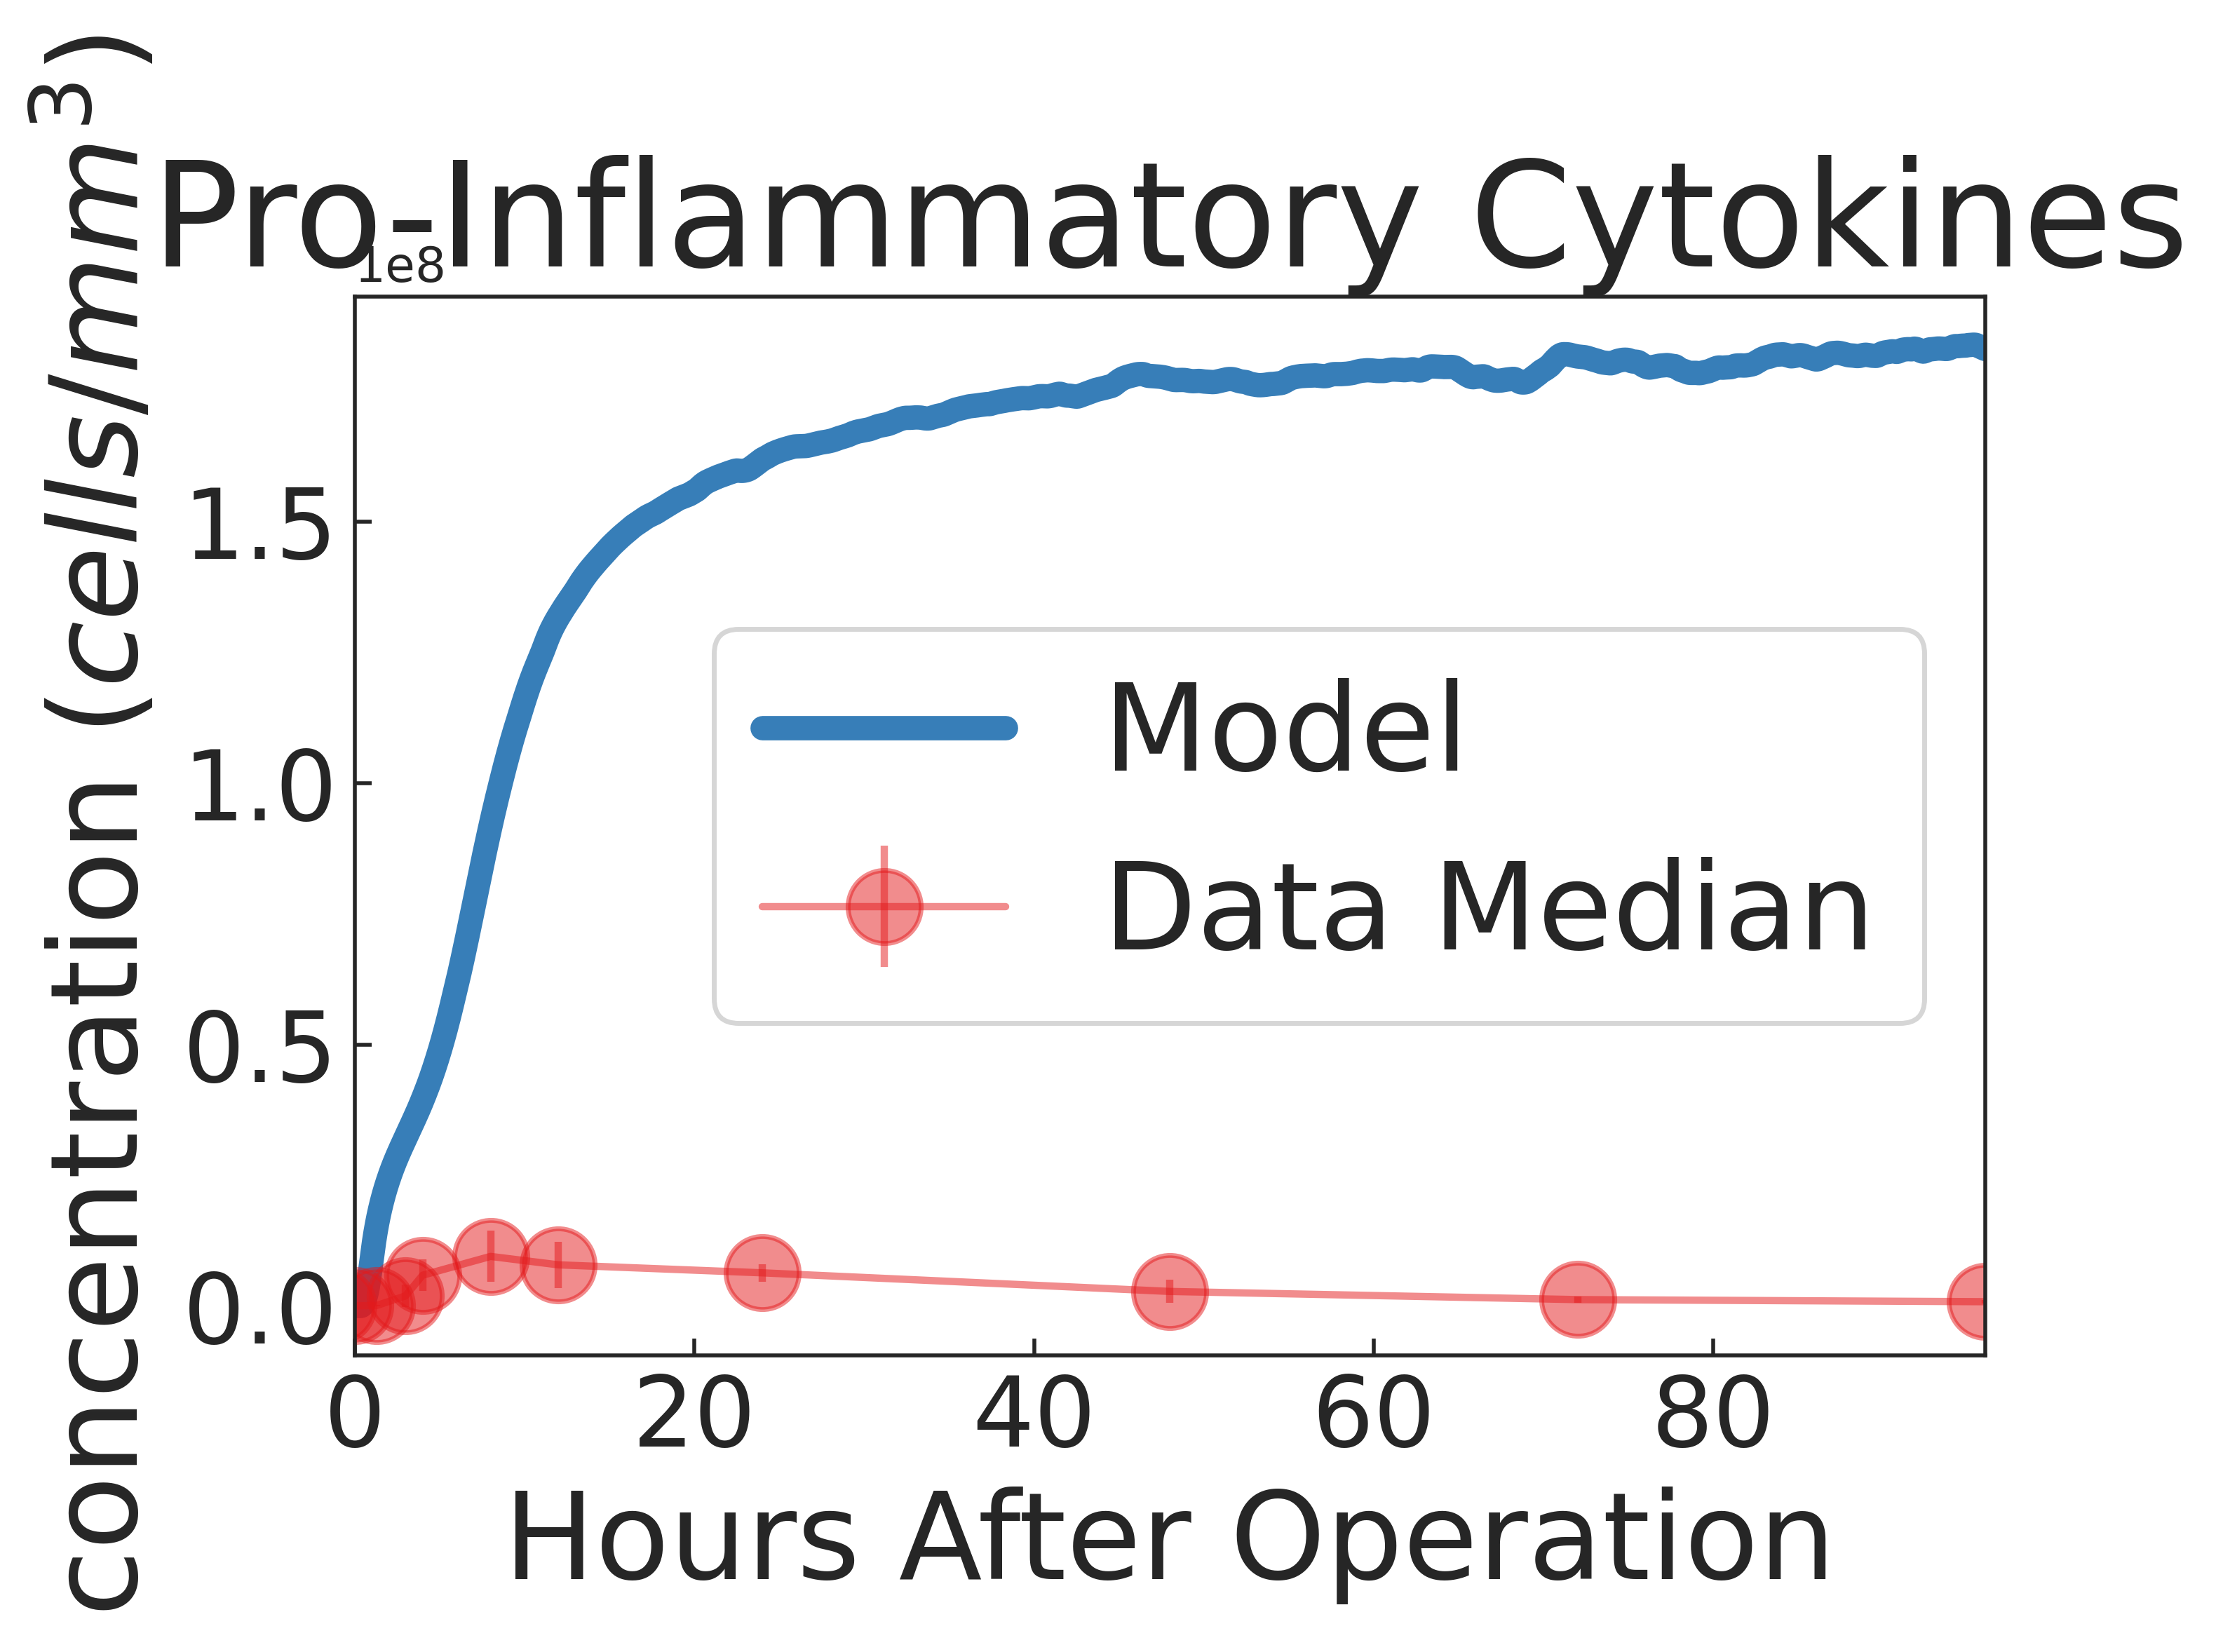 Pro-Inflammatory Cytokines
1e8
concentration (cells/mm³)
1.5
1.0
0.5
0.0
Model
Data Median
0 20 40 60 80
Hours After Operation